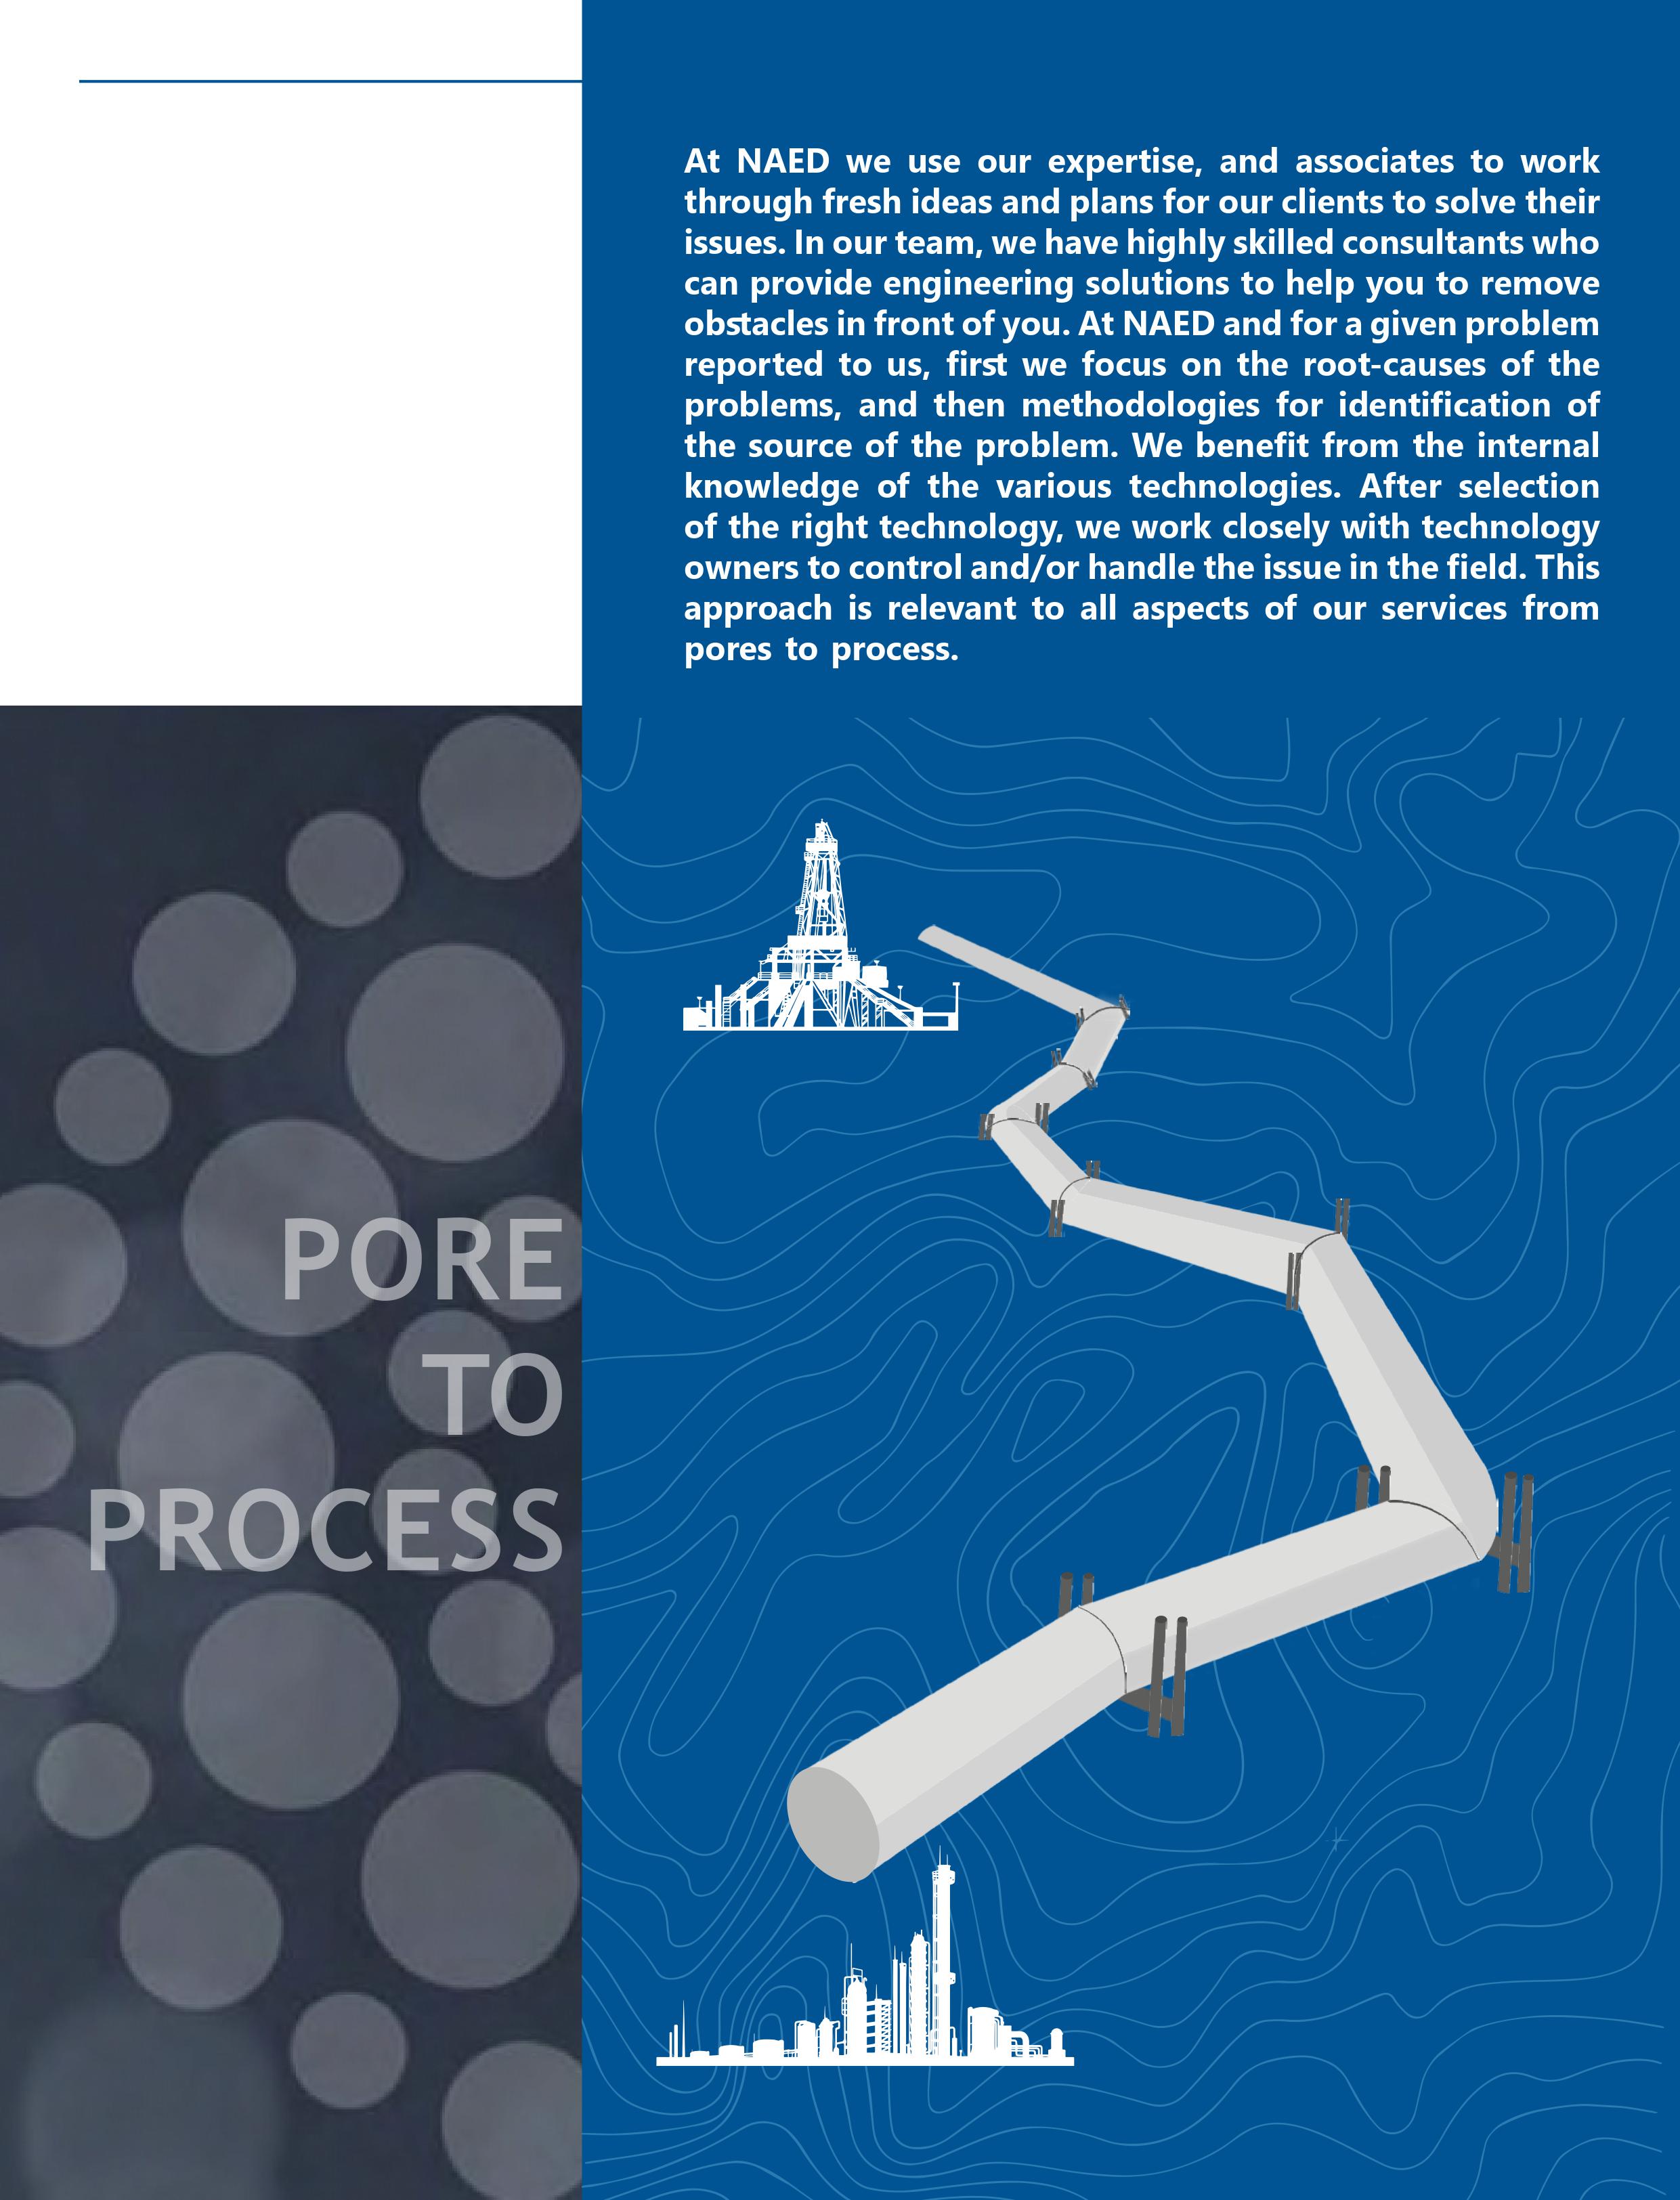 At NAED we use our expertise, and associates to work
through fresh ideas and plans for our clients to solve their
issues. In our team, we have highly skilled consultants who
can provide engineering solutions to help you to remove
obstacles in front of you. At NAED and for a given problem
reported to us, first we focus on the root-causes of the
problems, and then methodologies for identification of
the source of the problem. We benefit from the internal
knowledge of the various technologies. After selection
of the right technology, we work closely with technology
owners to control and/or handle the issue in the field. This
approach is relevant to all aspects of our services from
pores to process.
PORE
TO
PROCESS